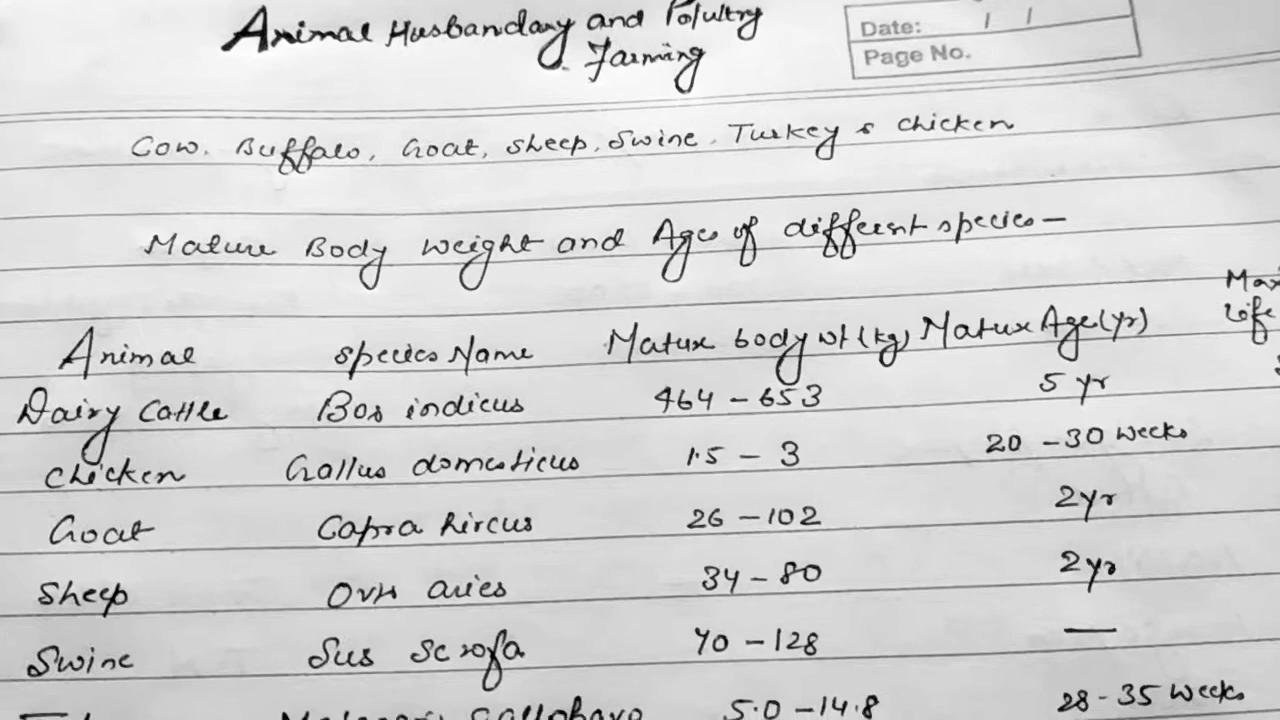 Animal Husbandary and Poultry
Farming
Date: / /
Page No.
Cow, Buffalo, Goat, Sheep, Swine, Turkey & chicken
Mature Body weight and Ages of different species—
Animal Species Name Mature body wt (kg) Mature Age (yr) Max
life
Dairy Cattle Bos indicus 464 – 653 5 yr
Chicken Gallus domesticus 1.5 – 3 20 – 30 weeks
Goat Capra hircus 26 – 102 2yr
Sheep Ovis aries 34 – 80 2yr
Swine Sus Scrofa 70 – 128 —
5.0 – 14.8 28 - 35 weeks